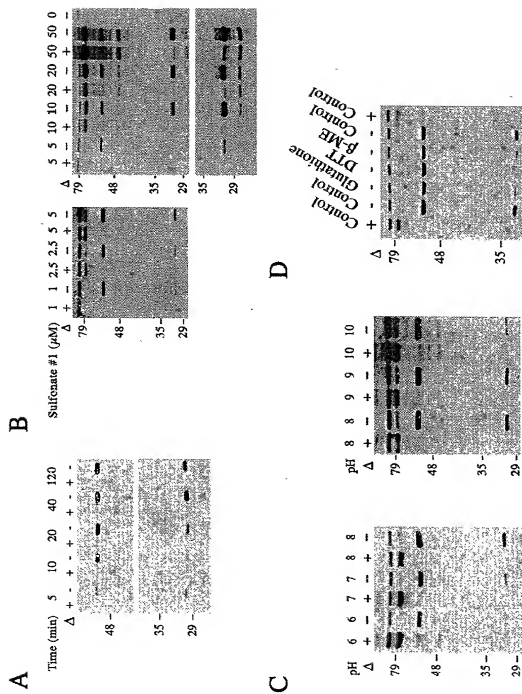 A
Time (min) 5 10 20 40 120
Δ + - + - + - + - + -
48 -
35 -
29 -
B
Sulfonate #1 (µM) 1 1 2.5 2.5 5 5
Δ + - + - + -
79 -
48 -
35 -
29 -
5 5 10 10 20 20 50 50 0
Δ + - + - + - + - -
79 -
48 -
35 -
29 -
35 -
29 -
C
pH 6 6 7 7 8 8
Δ + - + - + -
79 -
48 -
35 -
29 -
pH 8 8 9 9 10 10
Δ + - + - + -
79 -
48 -
35 -
29 -
D
Control
Control
Glutathione
DTT
β-ME
Control
Control
Δ + - - - - - +
79 -
48 -
35 -
29 -